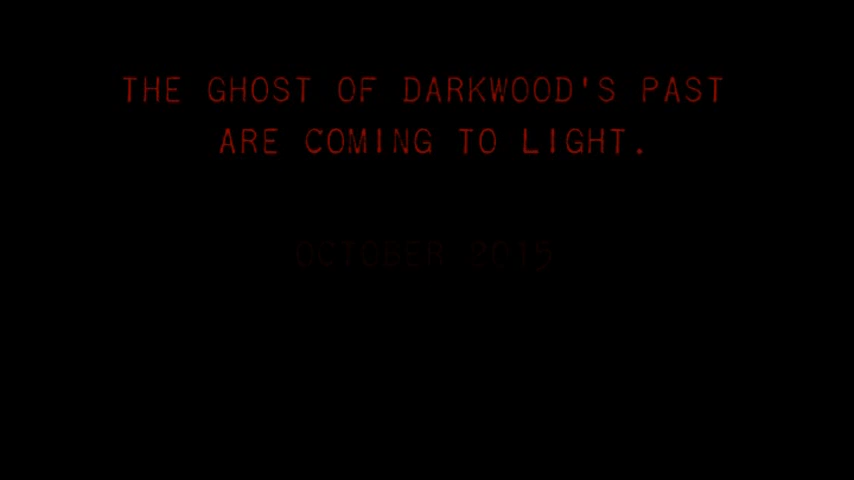 THE GHOST OF DARKWOOD'S PAST
ARE COMING TO LIGHT.
OCTOBER 2015